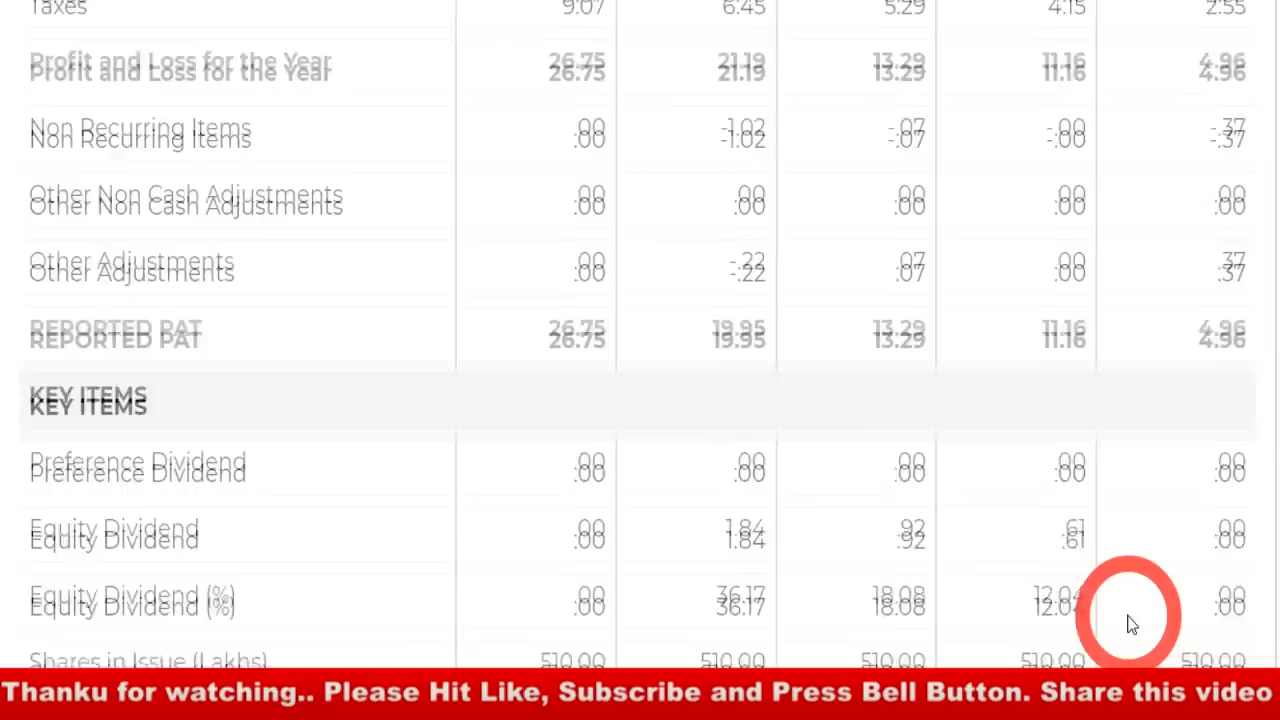 Taxes 9.07 6.45 5.29 4.15 2.55
Profit and Loss for the Year 26.75 21.19 13.29 11.16 4.96
Non Recurring Items .00 -1.02 -.07 -.00 -.37
Other Non Cash Adjustments .00 .00 .00 .00 .00
Other Adjustments .00 -.22 .07 .00 .37
REPORTED PAT 26.75 19.95 13.29 11.16 4.96
KEY ITEMS
Preference Dividend .00 .00 .00 .00 .00
Equity Dividend .00 1.84 .92 .61 .00
Equity Dividend (%) .00 36.17 18.08 12.04 .00
Shares in Issue (Lakhs) 510.00 510.00 510.00 510.00 510.00
Thanku for watching.. Please Hit Like, Subscribe and Press Bell Button. Share this video